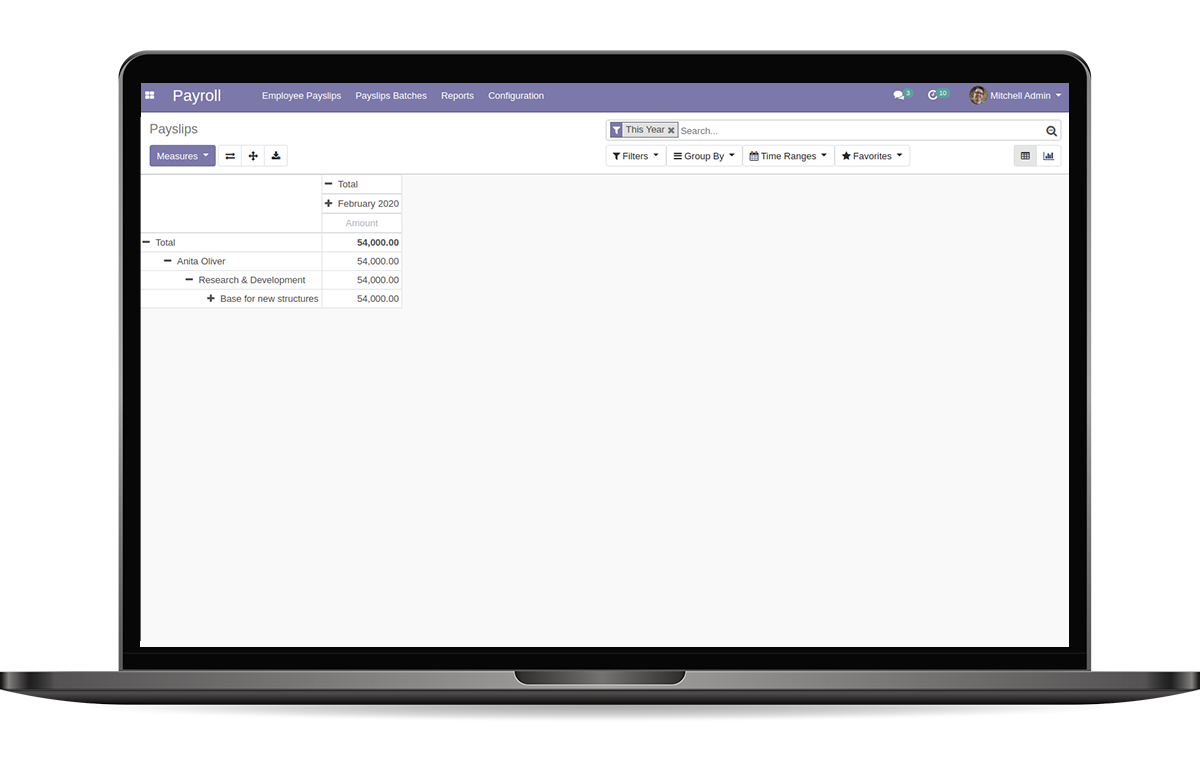 Payroll Employee Payslips Payslips Batches Reports Configuration 3 10 Mitchell Admin
Payslips This Year Search...
Measures Filters Group By Time Ranges Favorites
Total
February 2020
Amount
Total 54,000.00
Anita Oliver 54,000.00
Research & Development 54,000.00
Base for new structures 54,000.00